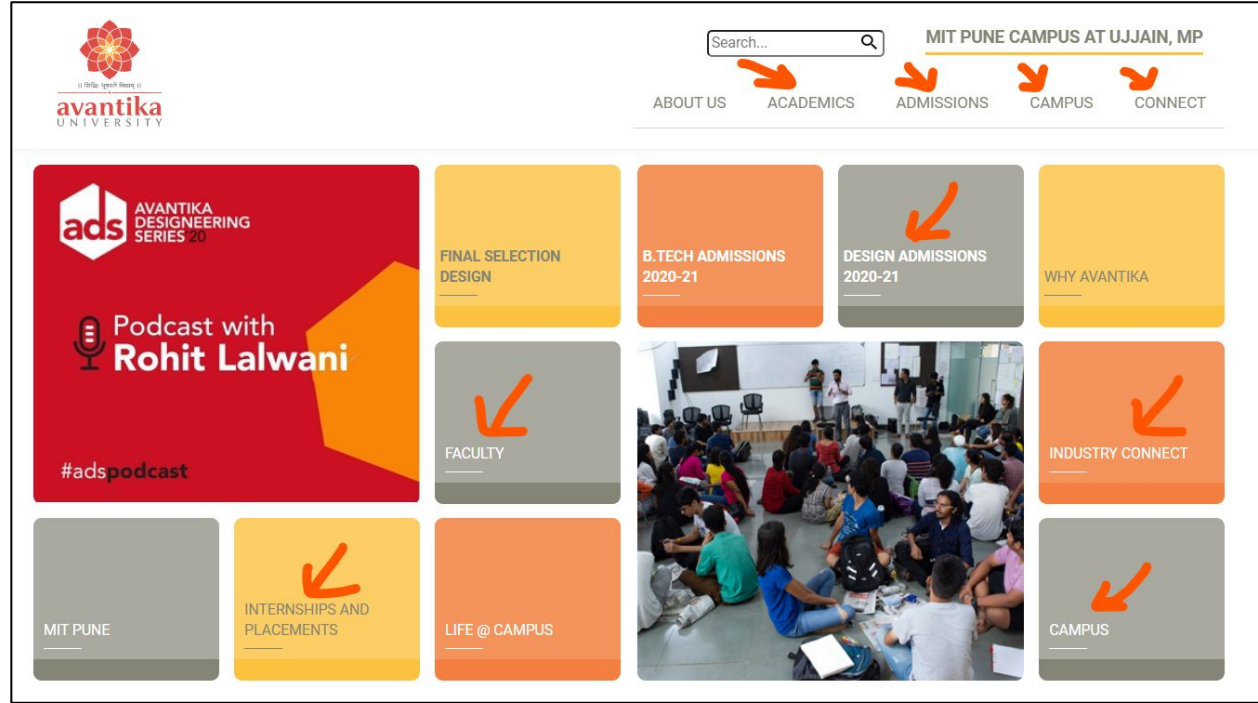 Search...
MIT PUNE CAMPUS AT UJJAIN, MP
avantika
UNIVERSITY
ABOUT US ACADEMICS ADMISSIONS CAMPUS CONNECT
ads AVANTIKA
DESIGNEERING
SERIES'20
Podcast with
Rohit Lalwani
#adspodcast
FINAL SELECTION
DESIGN
B.TECH ADMISSIONS
2020-21
DESIGN ADMISSIONS
2020-21
WHY AVANTIKA
FACULTY
INDUSTRY CONNECT
MIT PUNE
INTERNSHIPS AND
PLACEMENTS
LIFE @ CAMPUS
CAMPUS